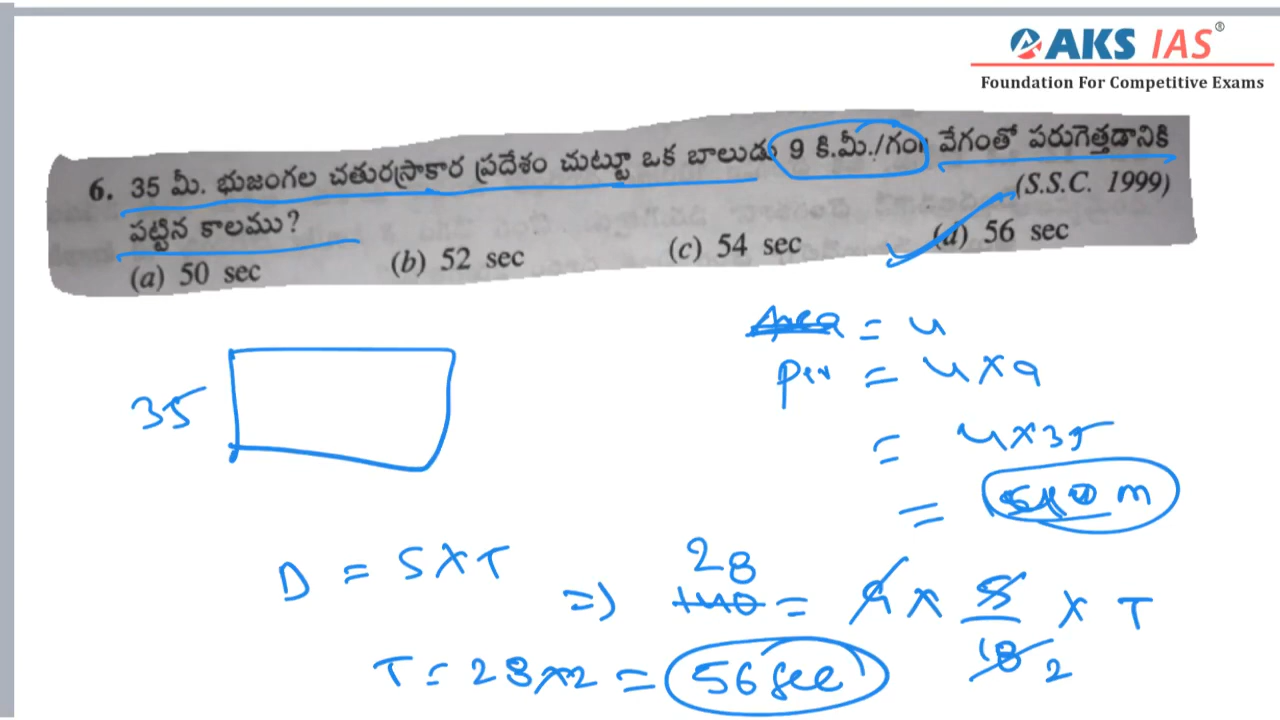 AKS IAS®
Foundation For Competitive Exams
6. 35 మీ. భుజంగల చతురస్రాకార ప్రదేశం చుట్టూ ఒక బాలుడు 9 కి.మీ./గం. వేగంతో పరుగెత్తడానికి
పట్టిన కాలము? (S.S.C. 1999)
(a) 50 sec (b) 52 sec (c) 54 sec (d) 56 sec
35
= 4
Per = 4 X a
= 4 X 35
= m
D = S X T
=) 28
140 = 9 X 5/18 X T
2
T = 28 X 2 = 56 sec